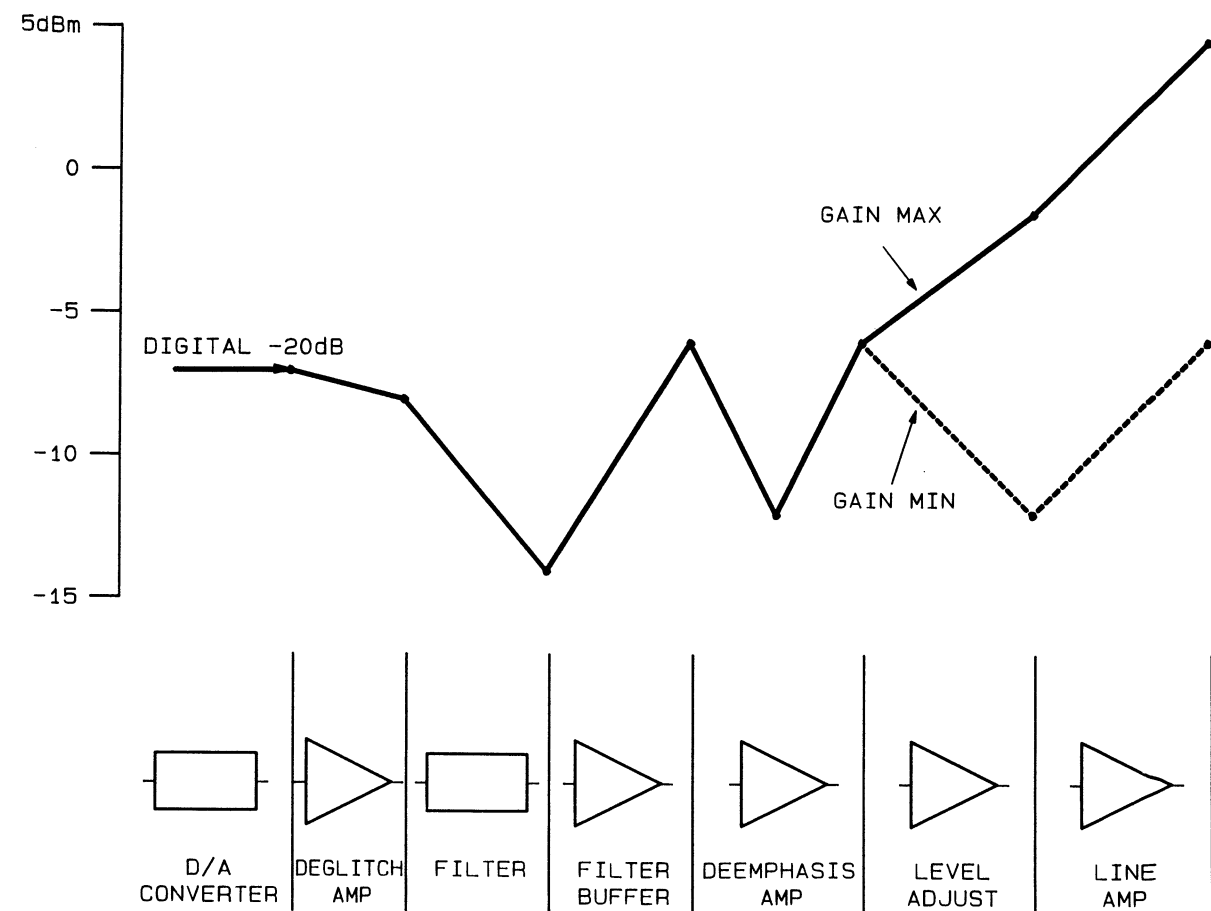 5dBm
0
GAIN MAX
-5
DIGITAL -20dB
-10
GAIN MIN
-15
D/A
CONVERTER
DEGLITCH
AMP
FILTER
FILTER
BUFFER
DEEMPHASIS
AMP
LEVEL
ADJUST
LINE
AMP